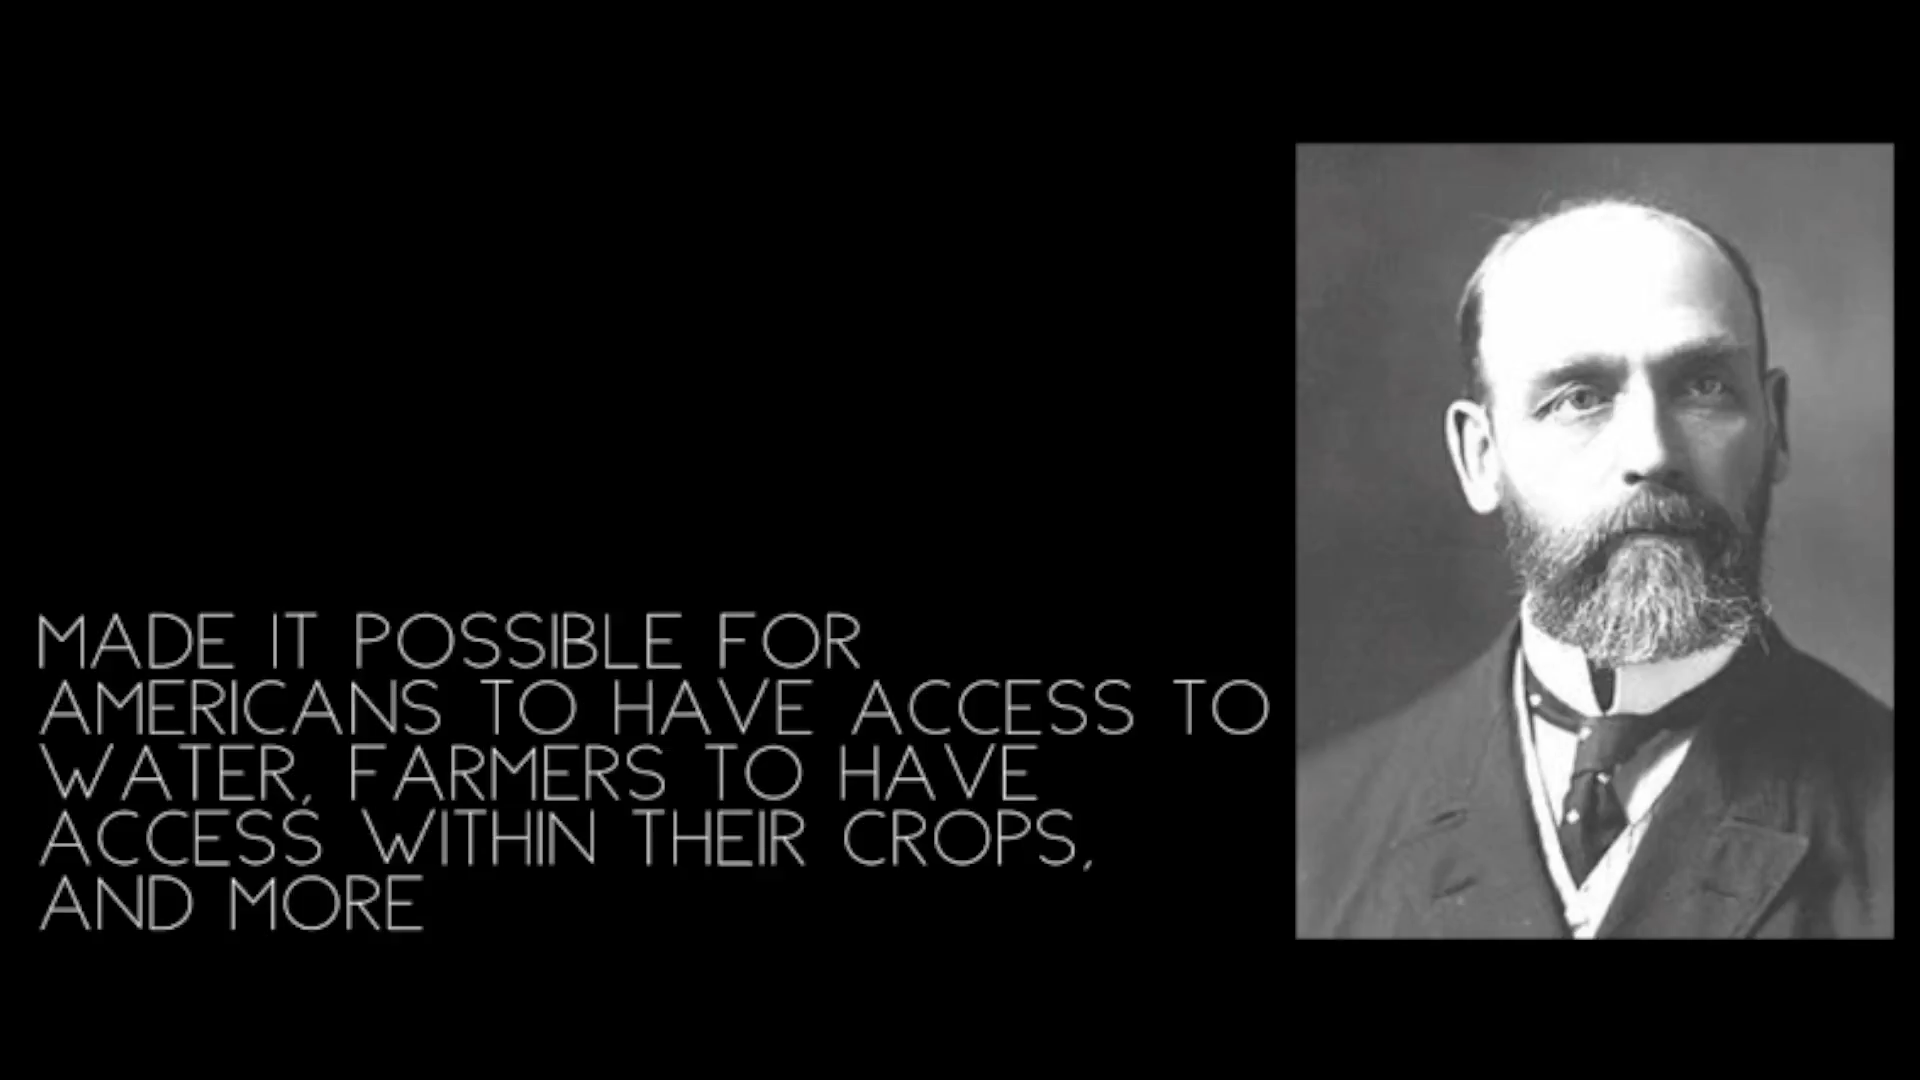 MADE IT POSSIBLE FOR
AMERICANS TO HAVE ACCESS TO
WATER, FARMERS TO HAVE
ACCESS WITHIN THEIR CROPS,
AND MORE